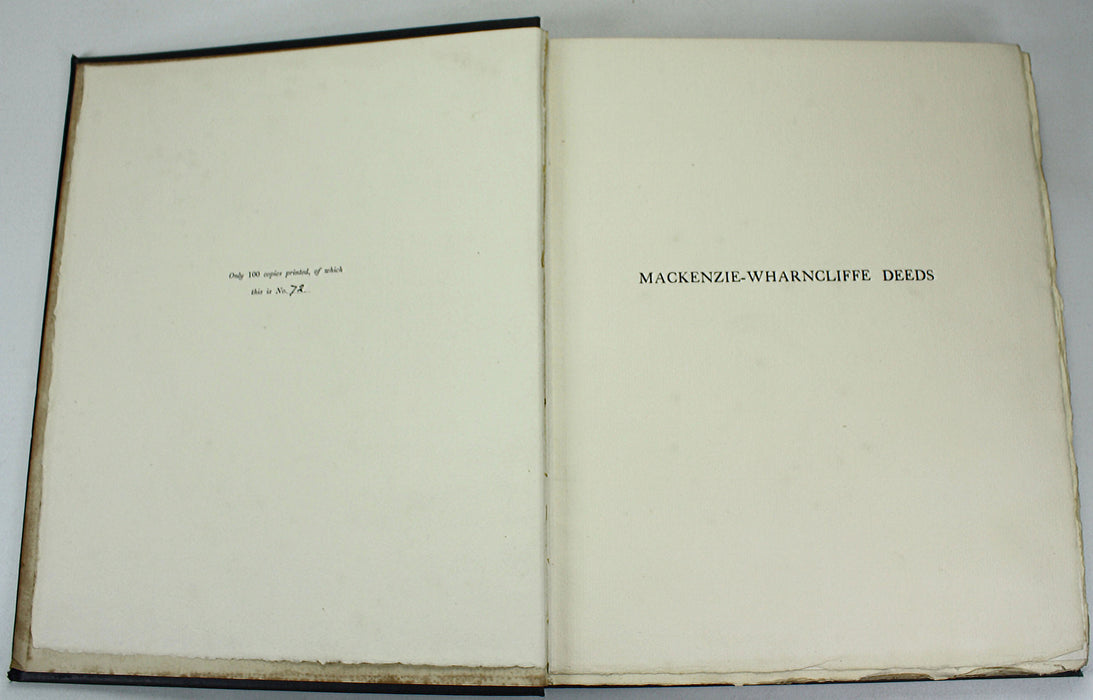 Only 100 copies printed, of which
this is No. 72
MACKENZIE-WHARNCLIFFE DEEDS